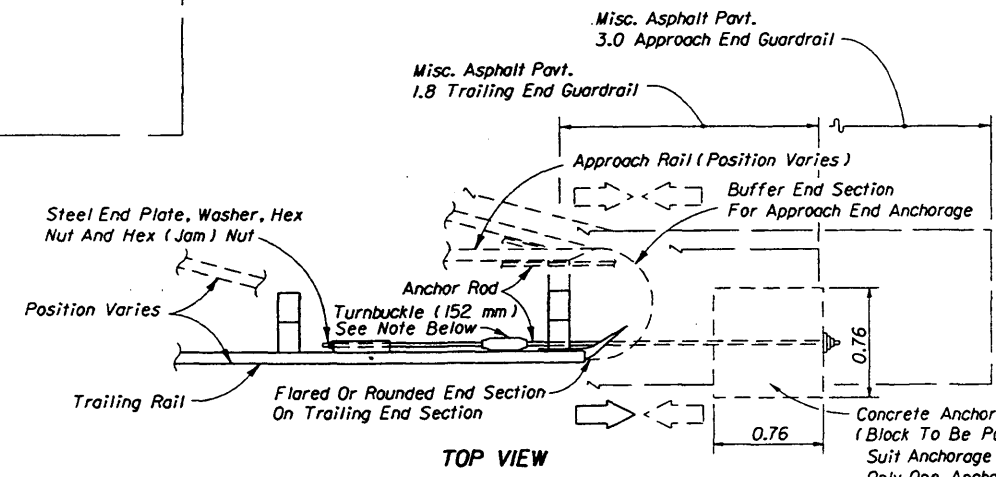 Misc. Asphalt Pavt.
3.0 Approach End Guardrail
Misc. Asphalt Pavt.
1.8 Trailing End Guardrail
Approach Rail (Position Varies)
Buffer End Section
For Approach End Anchorage
Steel End Plate, Washer, Hex
Nut And Hex (Jam) Nut
Anchor Rod
Position Varies
Turnbuckle (152 mm)
See Note Below
0.76
Trailing Rail
Flared Or Rounded End Section
On Trailing End Section
0.76
Concrete Anchor
(Block To Be
Suit Anchorage
TOP VIEW